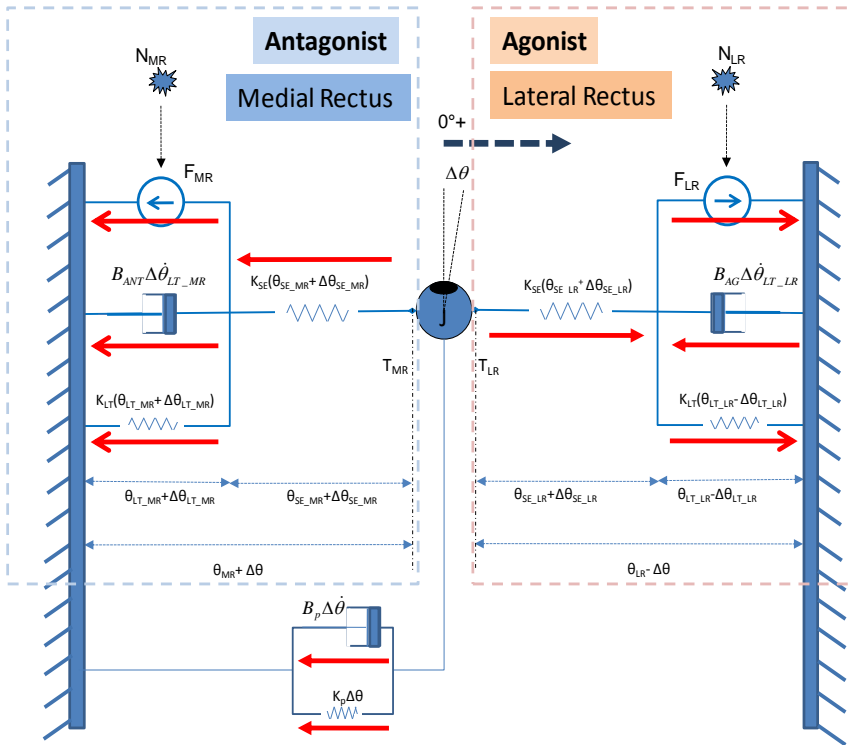 Antagonist
Agonist
N_MR
N_LR
Medial Rectus
Lateral Rectus
0°+
Δθ
F_MR
F_LR
B_ANT Δθ̇_LT_MR
K_SE(θ_SE_MR+ Δθ_SE_MR)
K_SE(θ_SE_LR+ Δθ_SE_LR)
B_AG Δθ̇_LT_LR
J
T_MR
T_LR
K_LT(θ_LT_MR+ Δθ_LT_MR)
K_LT(θ_LT_LR- Δθ_LT_LR)
θ_LT_MR+Δθ_LT_MR
θ_SE_MR+Δθ_SE_MR
θ_SE_LR+Δθ_SE_LR
θ_LT_LR-Δθ_LT_LR
θ_MR+ Δθ
θ_LR- Δθ
B_p Δθ̇
K_pΔθ